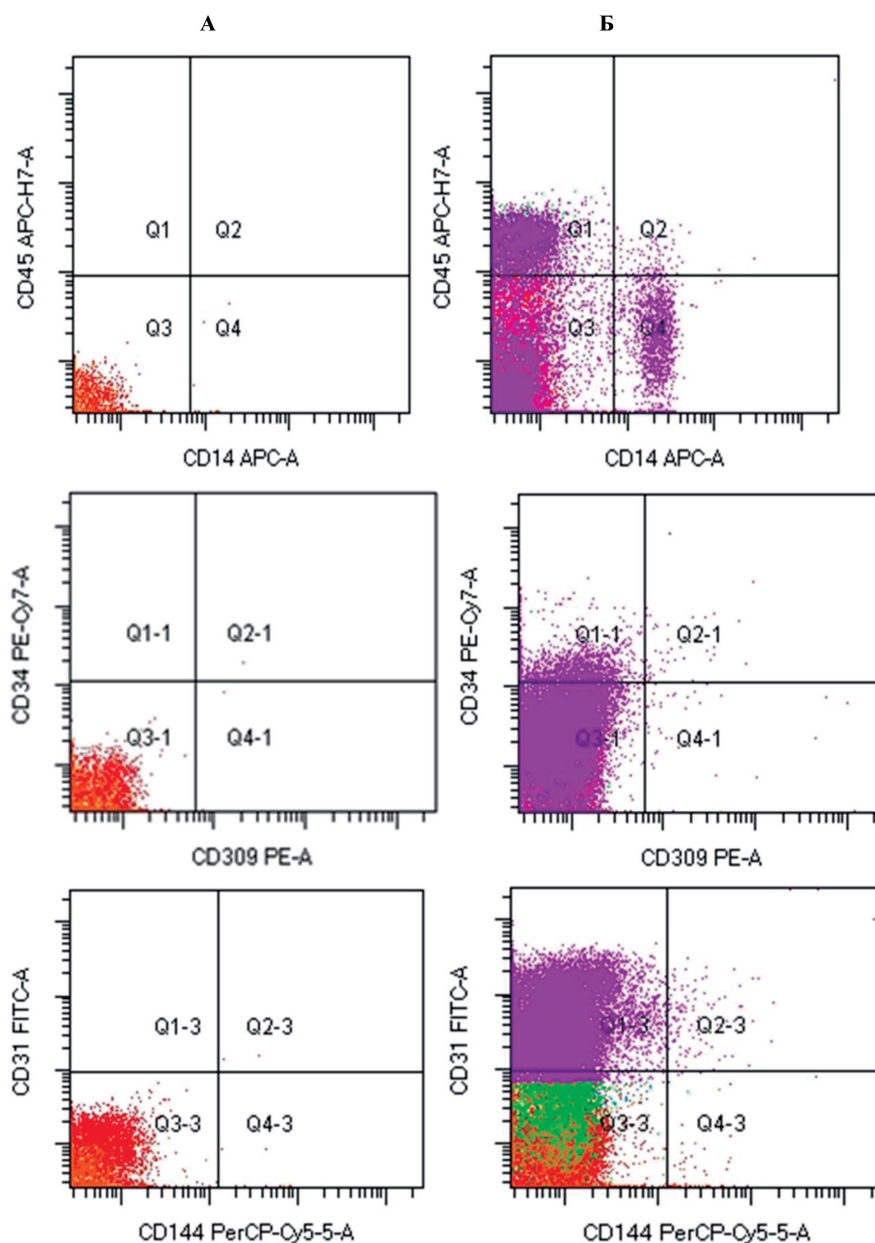 А
Б
CD45 APC-H7-A
Q1
Q2
Q3
Q4
CD14 APC-A
CD45 APC-H7-A
Q1
Q2
Q3
Q4
CD14 APC-A
CD34 PE-Cy7-A
Q1-1
Q2-1
Q3-1
Q4-1
CD309 PE-A
CD34 PE-Cy7-A
Q1-1
Q2-1
Q3-1
Q4-1
CD309 PE-A
CD31 FITC-A
Q1-3
Q2-3
Q3-3
Q4-3
CD144 PerCP-Cy5-5-A
CD31 FITC-A
Q1-3
Q2-3
Q3-3
Q4-3
CD144 PerCP-Cy5-5-A